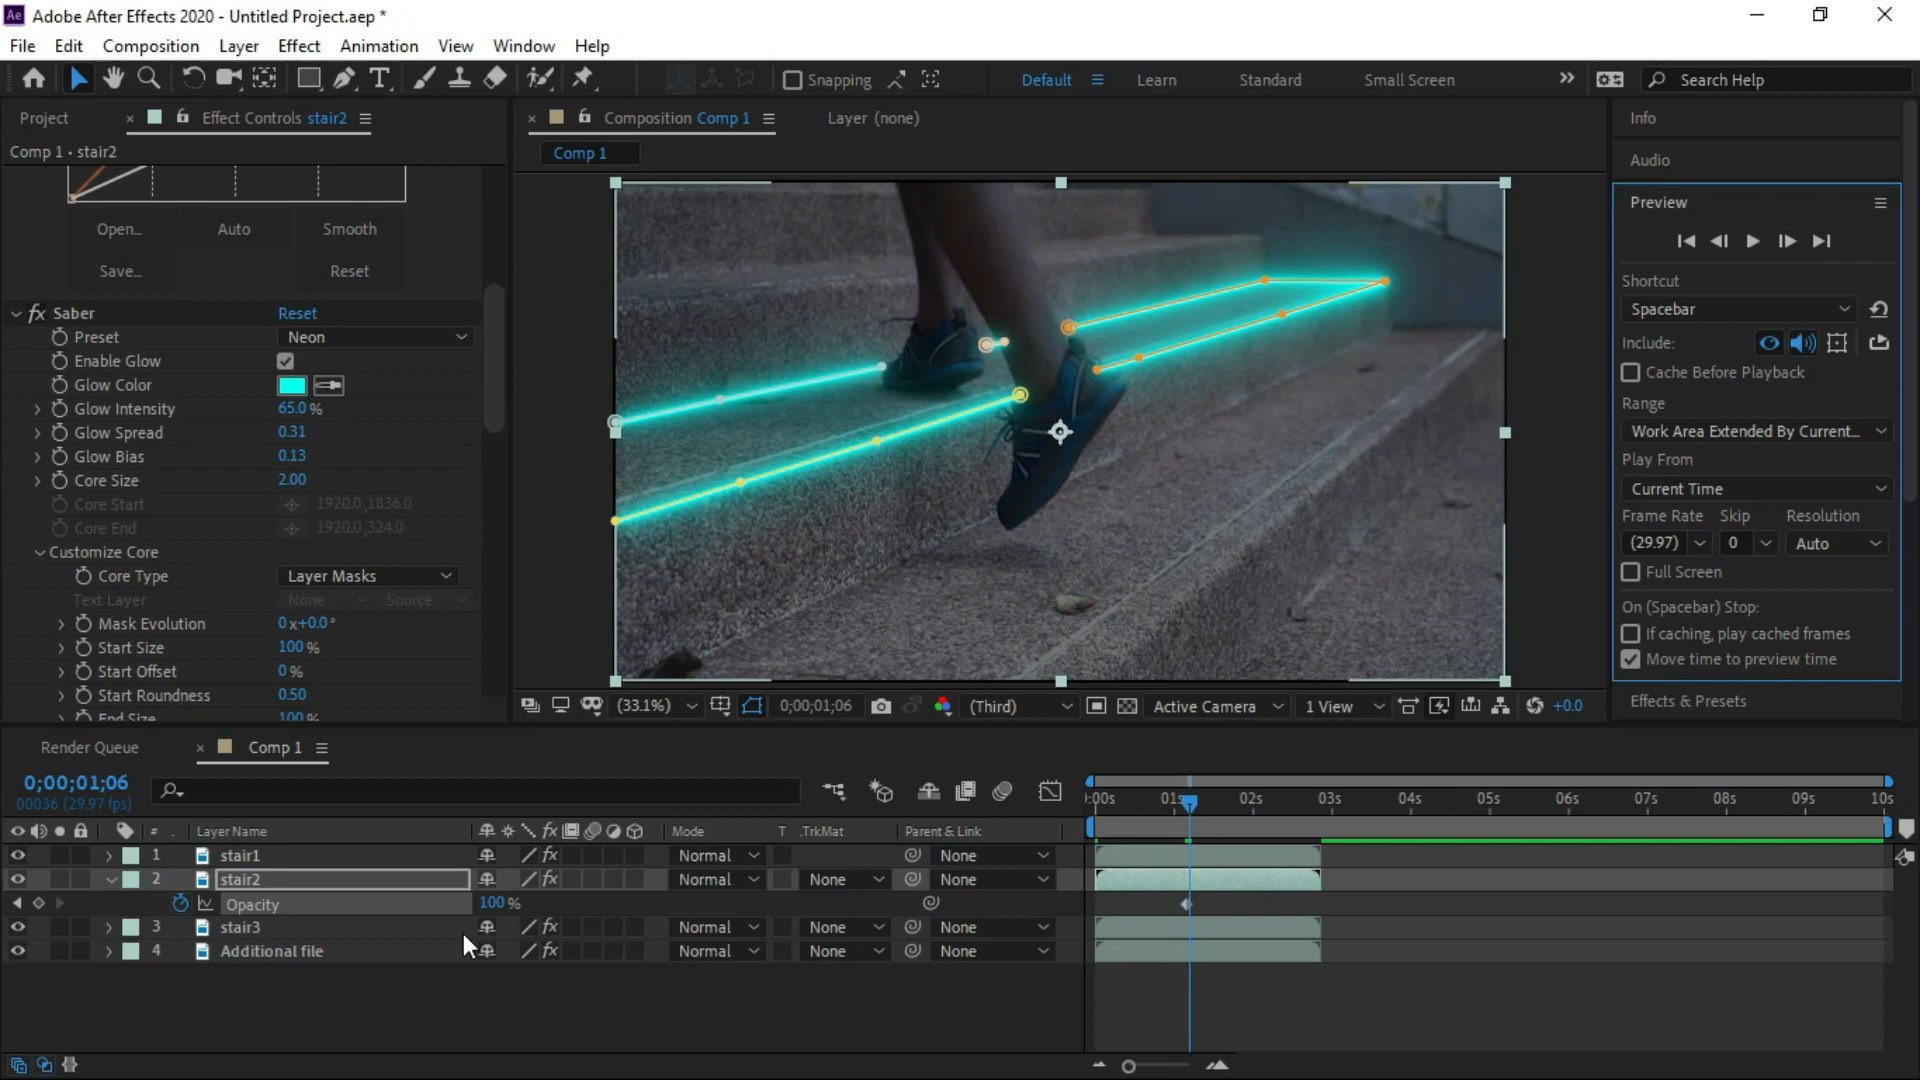 Ae Adobe After Effects 2020 - Untitled Project.aep *
File Edit Composition Layer Effect Animation View Window Help
T Snapping Default Learn Standard Small Screen Search Help
Project Effect Controls stair2
Comp 1 • stair2
Open... Auto Smooth
Save... Reset
fx Saber Reset
Preset Neon
Enable Glow
Glow Color
Glow Intensity 65.0 %
Glow Spread 0.31
Glow Bias 0.13
Core Size 2.00
Core Start 1920.0,1836.0
Core End 1920.0,324.0
Customize Core
Core Type Layer Masks
Text Layer None Source
Mask Evolution 0x+0.0°
Start Size 100 %
Start Offset 0 %
Start Roundness 0.50
End Size 100 %
Composition Comp 1 Layer (none)
Comp 1
(33.1%) 0;00;01;06 (Third) Active Camera 1 View +0.0
Info
Audio
Preview
Shortcut
Spacebar
Include:
Cache Before Playback
Range
Work Area Extended By Current...
Play From
Current Time
Frame Rate Skip Resolution
(29.97) 0 Auto
Full Screen
On (Spacebar) Stop:
If caching, play cached frames
Move time to preview time
Effects & Presets
Render Queue Comp 1
0;00;01;06
00036 (29.97 fps)
:00s 01s 02s 03s 04s 05s 06s 07s 08s 09s 10s
# . Layer Name fx Mode T .TrkMat Parent & Link
1 stair1 fx Normal None
2 stair2 fx Normal None None
Opacity 100 %
3 stair3 fx Normal None None
4 Additional file fx Normal None None